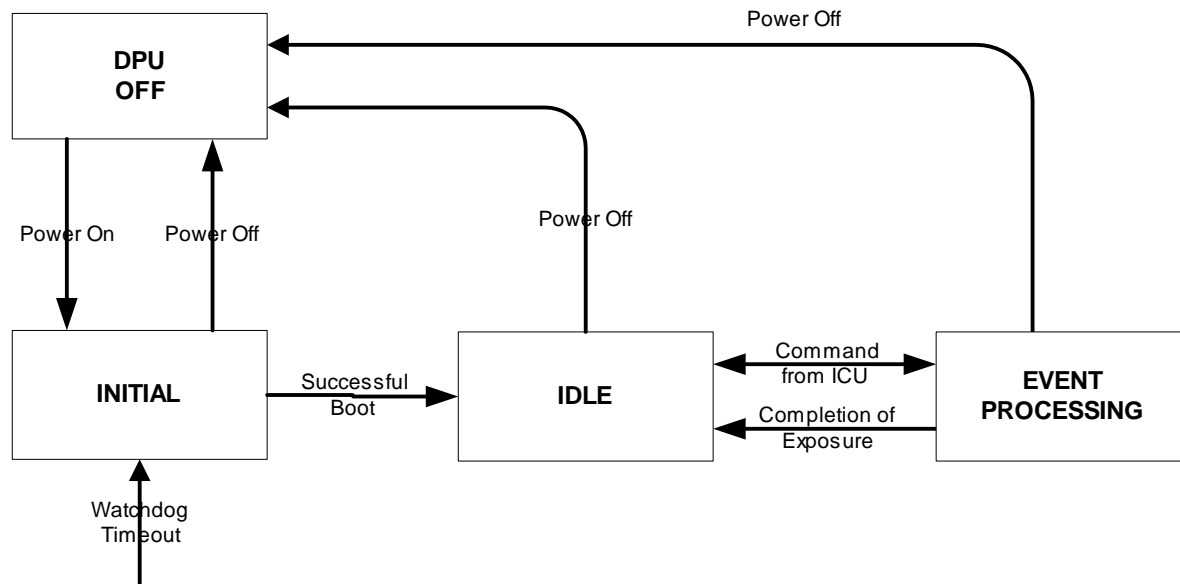 Power Off
DPU
OFF
Power On
Power Off
Power Off
INITIAL
Successful
Boot
IDLE
Command
from ICU
Completion of
Exposure
EVENT
PROCESSING
Watchdog
Timeout